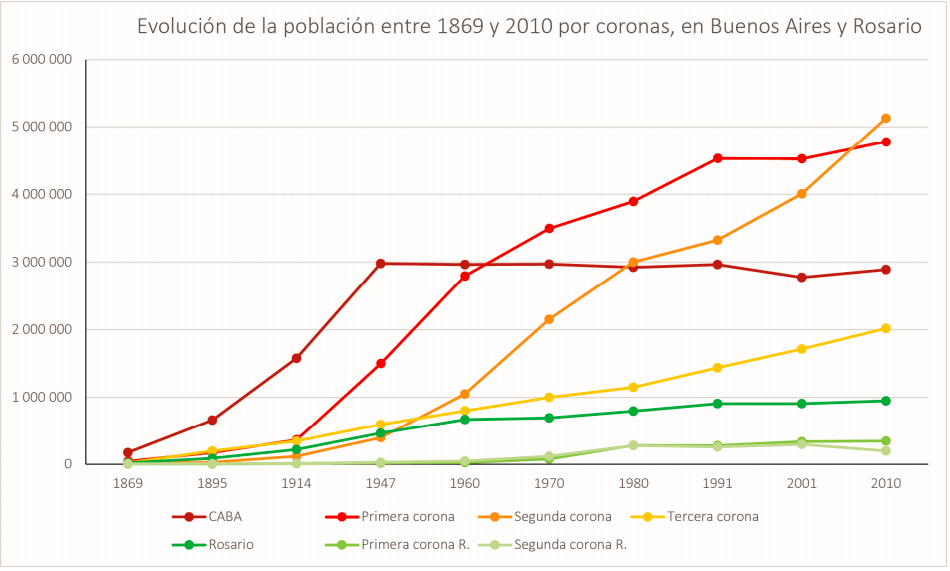 Evolución de la población entre 1869 y 2010 por coronas, en Buenos Aires y Rosario
6 000 000
5 000 000
4 000 000
3 000 000
2 000 000
1 000 000
0
1869 1895 1914 1947 1960 1970 1980 1991 2001 2010
CABA Primera corona Segunda corona Tercera corona
Rosario Primera corona R. Segunda corona R.